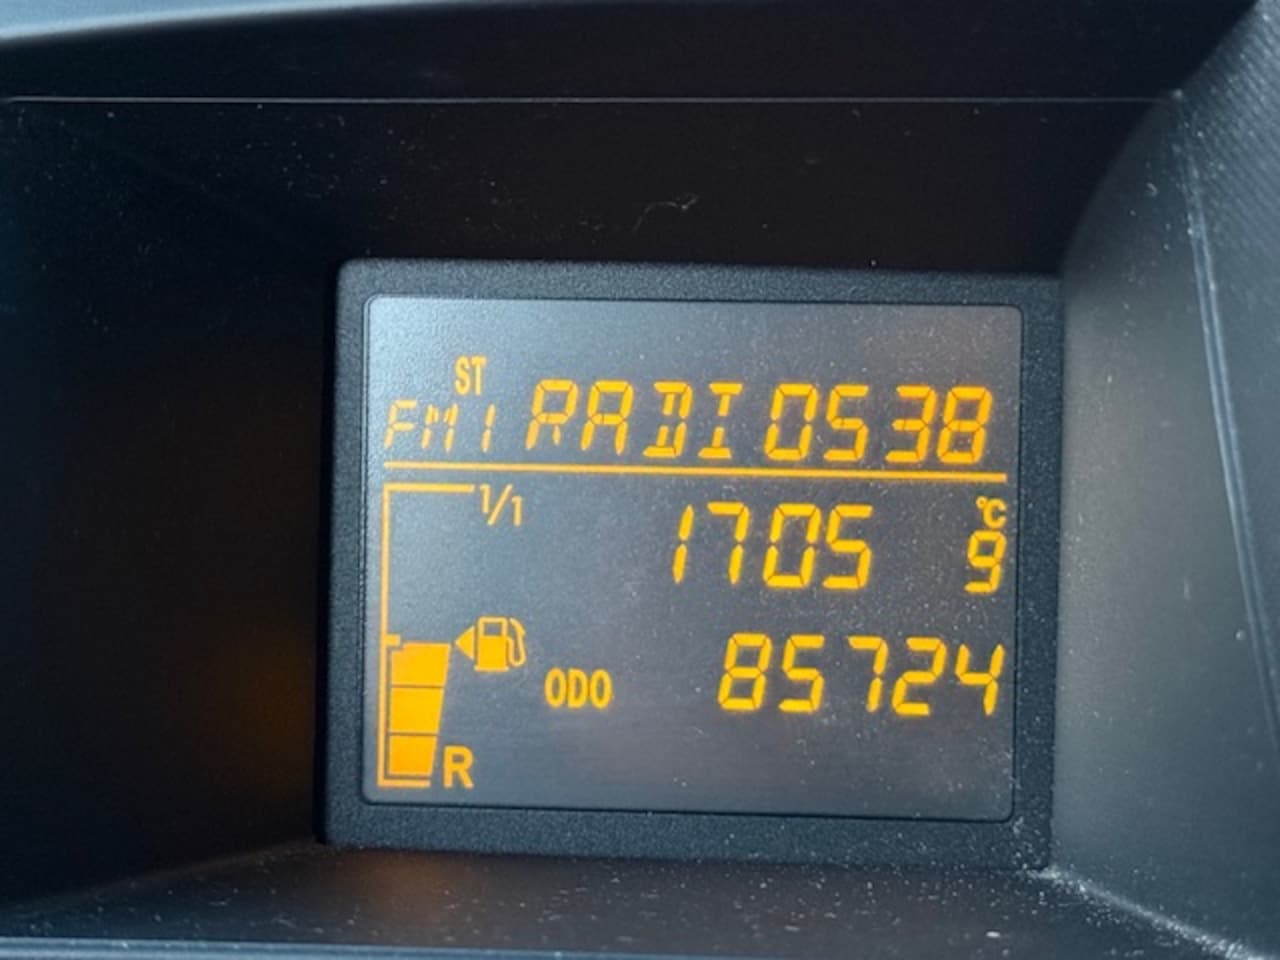 ST
FM1 RADIO538
1/1
1705 °C 9
ODO 85724
R